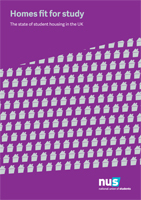 Homes fit for study
The state of student housing in the UK
nus
national union of students